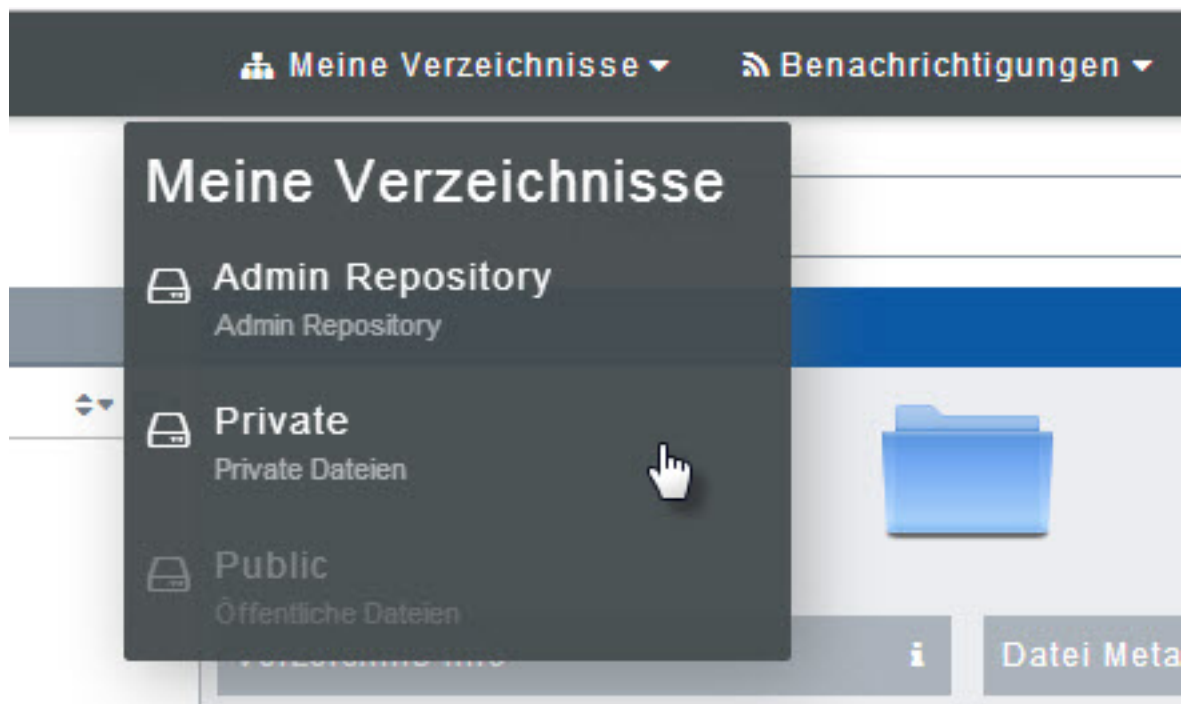 Meine Verzeichnisse Benachrichtigungen
Meine Verzeichnisse
Admin Repository
Admin Repository
Private
Private Dateien
Public
Öffentliche Dateien
Datei Meta